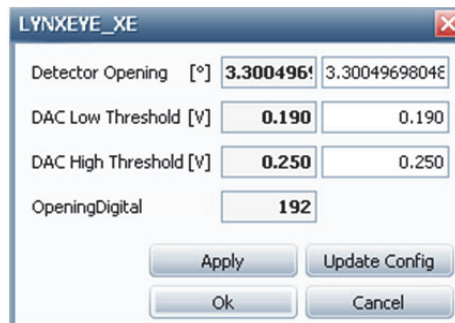 LYNXEYE_XE
Detector Opening [°] 3.3004969 3.3004698048
DAC Low Threshold [V] 0.190 0.190
DAC High Threshold [V] 0.250 0.250
OpeningDigital 192
Apply Update Config
Ok Cancel